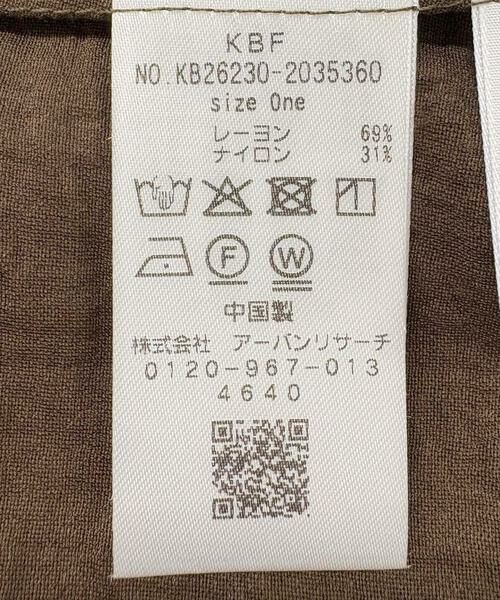 KBF
NO.KB26230-2035360
size One
レーヨン 69%
ナイロン 31%
F W
中国製
株式会社 アーバンリサーチ
0120-967-013
4640